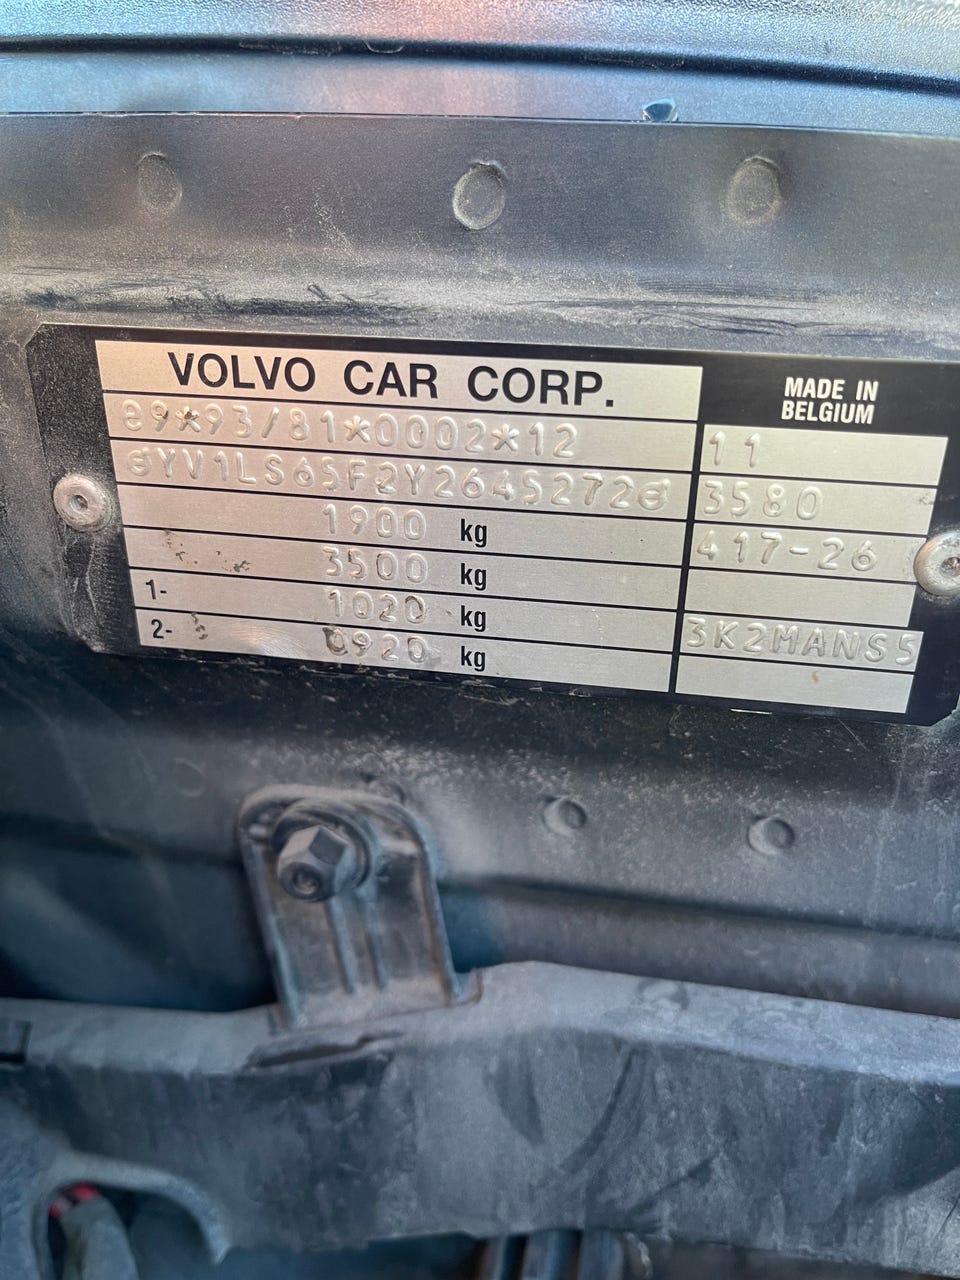 VOLVO CAR CORP.
MADE IN
BELGIUM
e9*93/81*0002*12
11
YV1LS65F2Y2645272
3580
1900 kg
417-26
3500 kg
1- 1020 kg
3K2MANS5
2- 0920 kg